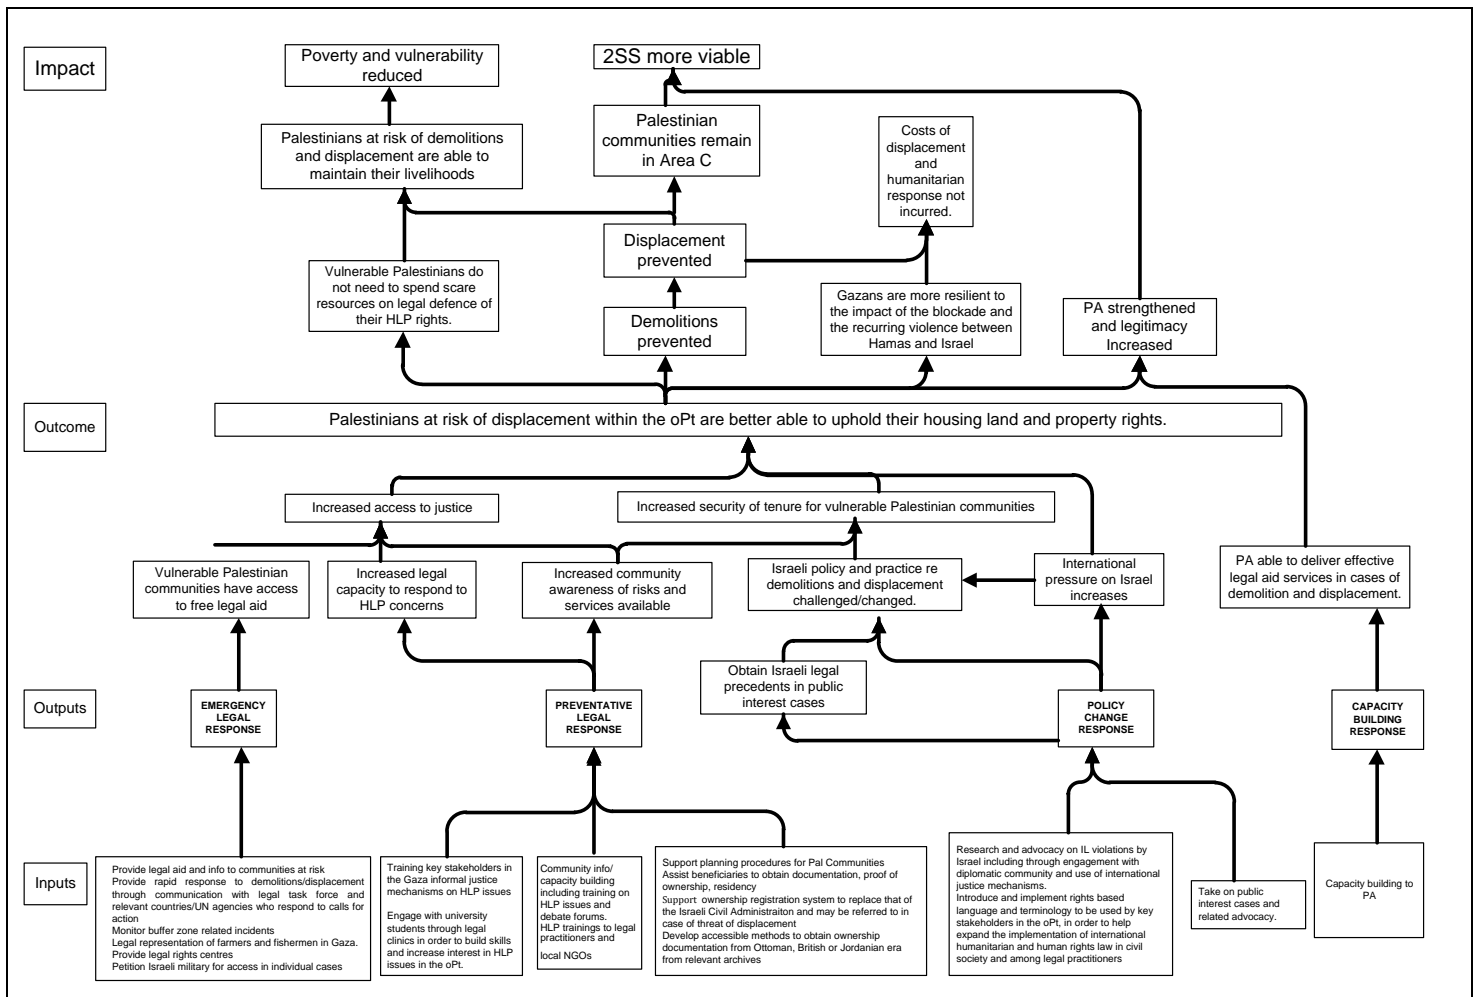 Impact
Poverty and vulnerability
reduced
2SS more viable
Palestinians at risk of demolitions
and displacement are able to
maintain their livelihoods
Palestinian
communities remain
in Area C
Costs of
displacement
and
humanitarian
response not
incurred.
Displacement
prevented
Vulnerable Palestinians do
not need to spend scare
resources on legal defence of
their HLP rights.
Demolitions
prevented
Gazans are more resilient to
the impact of the blockade and
the recurring violence between
Hamas and Israel
PA strengthened
and legitimacy
Increased
Outcome
Palestinians at risk of displacement within the oPt are better able to uphold their housing land and property rights.
Increased access to justice
Increased security of tenure for vulnerable Palestinian communities
Vulnerable Palestinian
communities have access
to free legal aid
Increased legal
capacity to respond to
HLP concerns
Increased community
awareness of risks and
services available
Israeli policy and practice re
demolitions and displacement
challenged/changed.
International
pressure on Israel
increases
PA able to deliver effective
legal aid services in cases of
demolition and displacement.
Outputs
EMERGENCY
LEGAL
RESPONSE
PREVENTATIVE
LEGAL
RESPONSE
Obtain Israeli legal
precedents in public
interest cases
POLICY
CHANGE
RESPONSE
CAPACITY
BUILDING
RESPONSE
Inputs
Provide legal aid and info to communities at risk
Provide rapid response to demolitions/displacement
through communication with legal task force and
relevant countries/UN agencies who respond to calls for
action
Monitor buffer zone related incidents
Legal representation of farmers and fishermen in Gaza.
Provide legal rights centres
Petition Israeli military for access in individual cases
Training key stakeholders in
the Gaza informal justice
mechanisms on HLP issues
Engage with university
students through legal
clinics in order to build skills
and increase interest in HLP
issues in the oPt.
Community info/
capacity building
including training on
HLP issues and
debate forums.
HLP trainings to legal
practitioners and
local NGOs
Support planning procedures for Pal Communities
Assist beneficiaries to obtain documentation, proof of
ownership, residency
Support ownership registration system to replace that of
the Israeli Civil Administraiton and may be referred to in
case of threat of displacement
Develop accessible methods to obtain ownership
documentation from Ottoman, British or Jordanian era
from relevant archives
Research and advocacy on IL violations by
Israel including through engagement with
diplomatic community and use of international
justice mechanisms.
Introduce and implement rights based
language and terminology to be used by key
stakeholders in the oPt, in order to help
expand the implementation of international
humanitarian and human rights law in civil
society and among legal practitioners
Take on public
interest cases and
related advocacy.
Capacity building to
PA